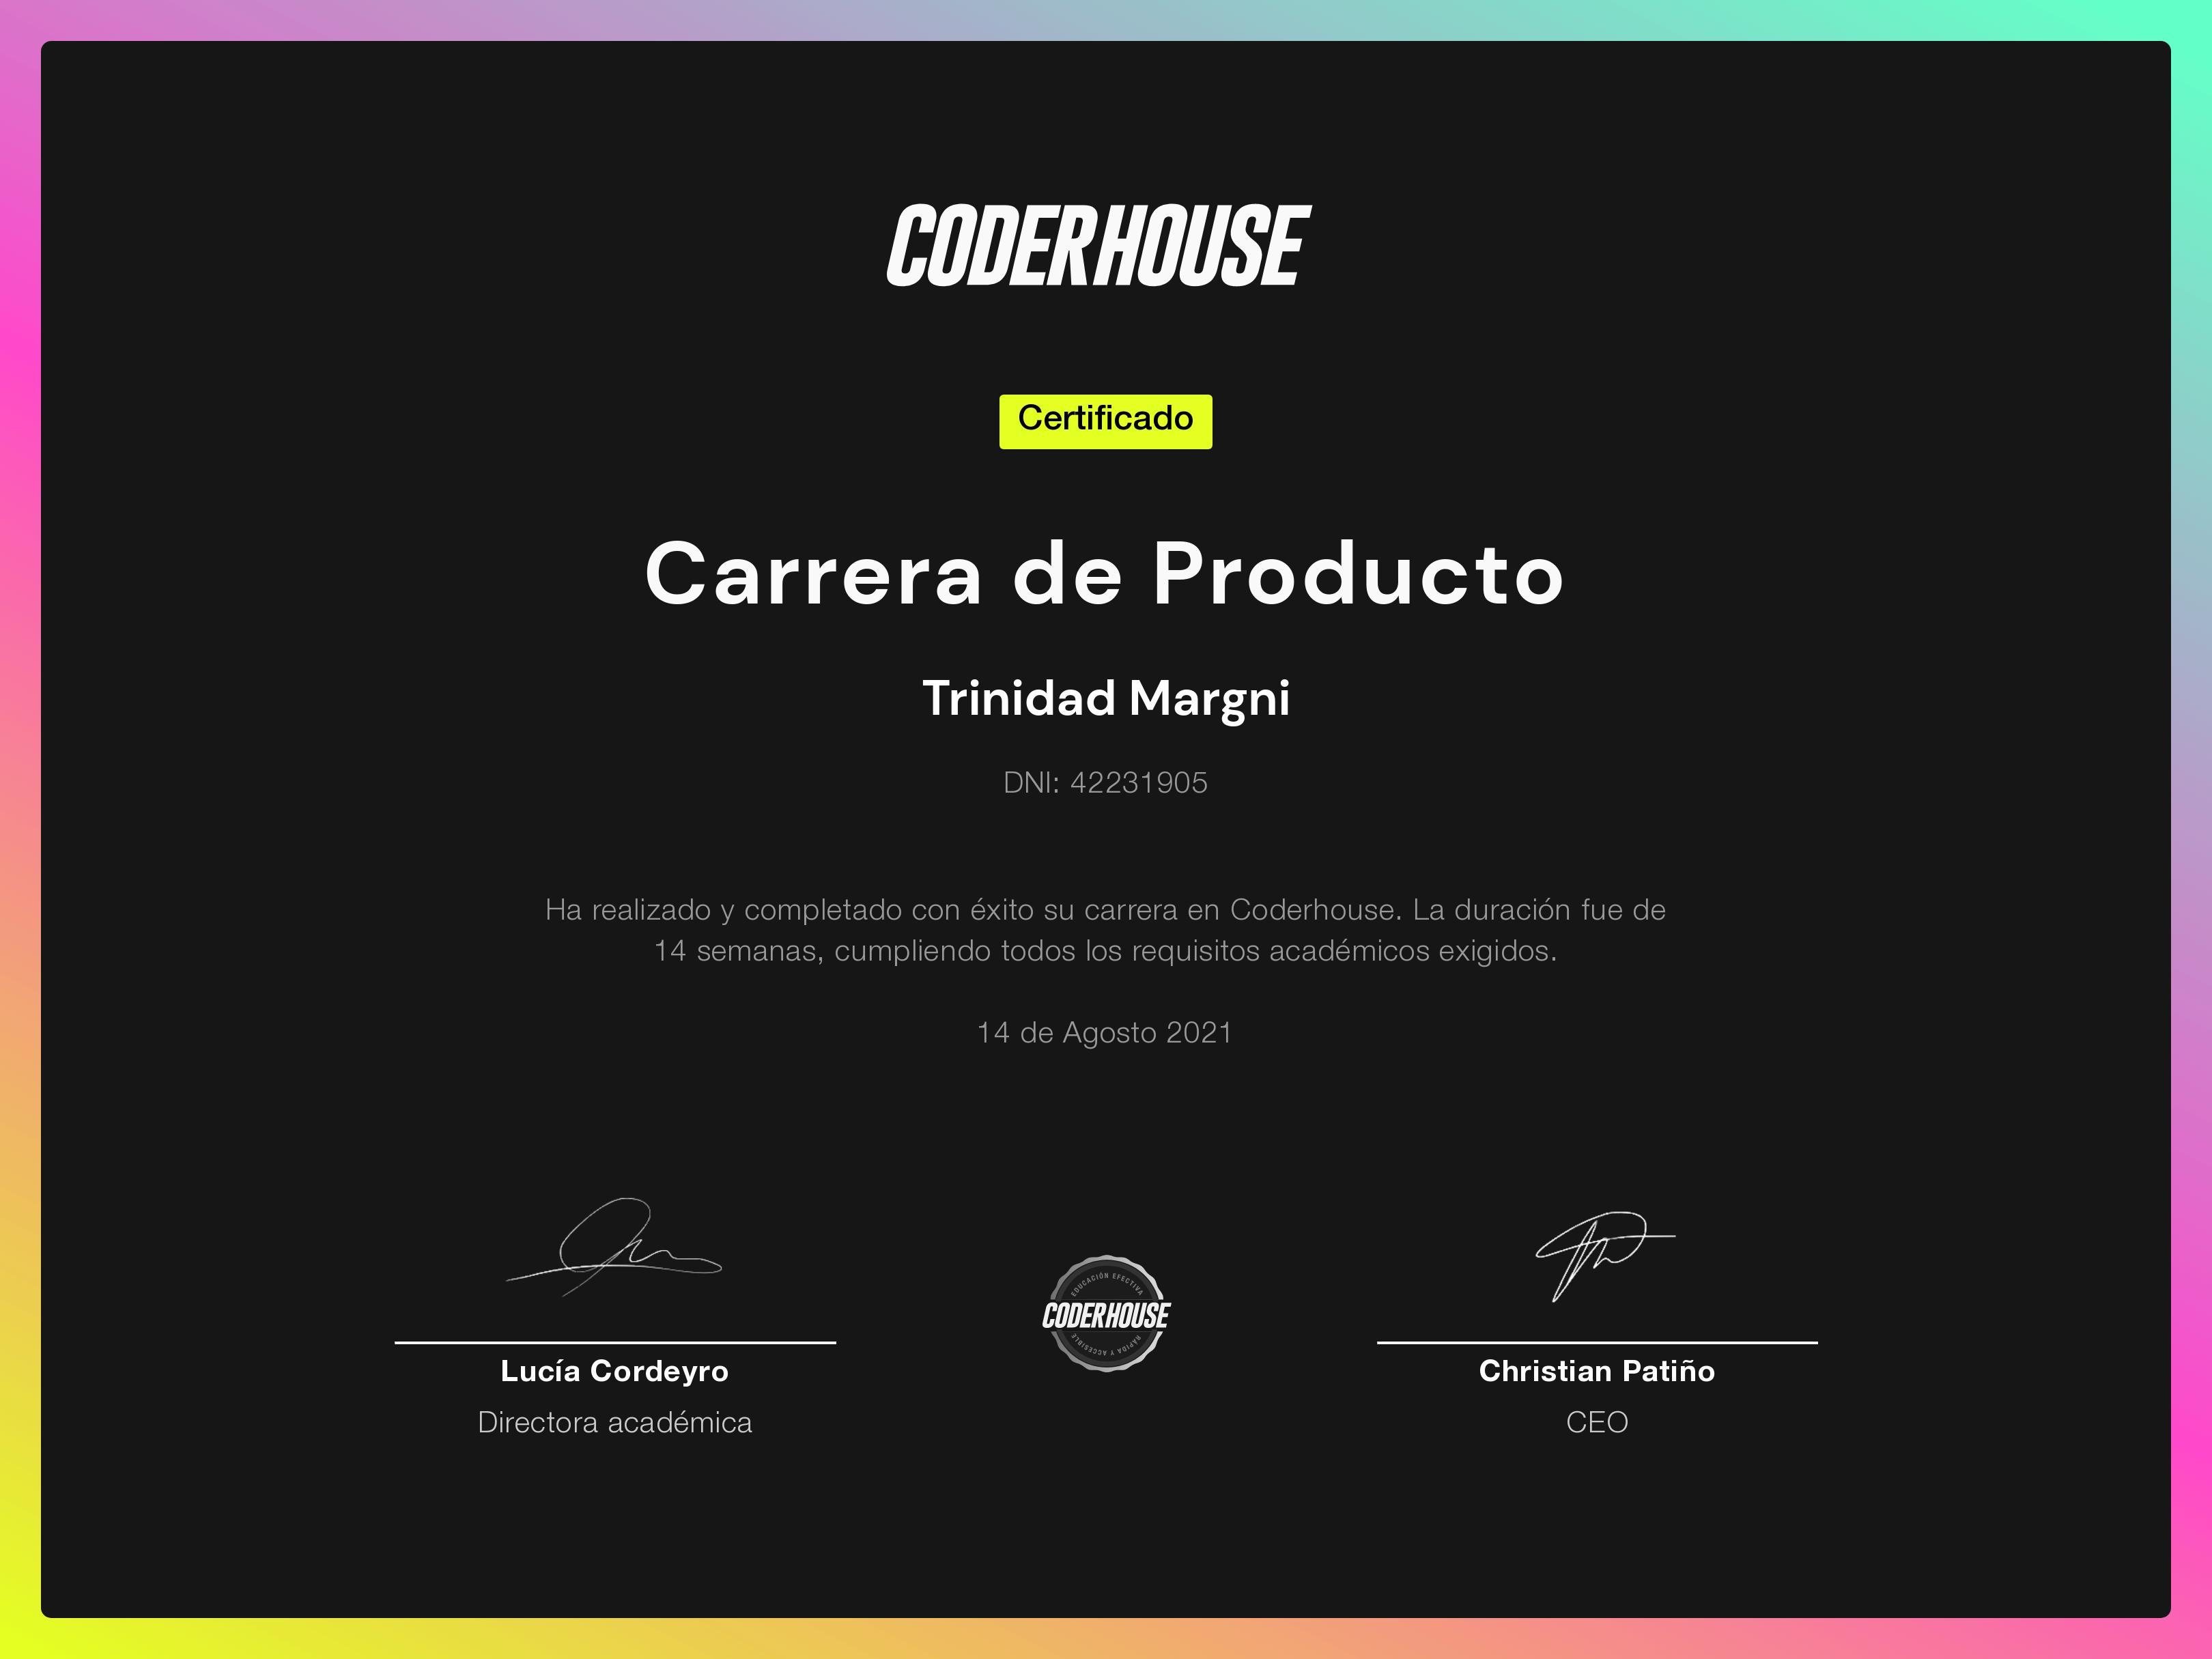 CODERHOUSE
Certificado
Carrera de Producto
Trinidad Margni
DNI: 42231905
Ha realizado y completado con éxito su carrera en Coderhouse. La duración fue de
14 semanas, cumpliendo todos los requisitos académicos exigidos.
14 de Agosto 2021
EDUCACIÓN EFECTIVA
CODERHOUSE
RÁPIDA Y ACCESIBLE
Lucía Cordeyro
Directora académica
Christian Patiño
CEO